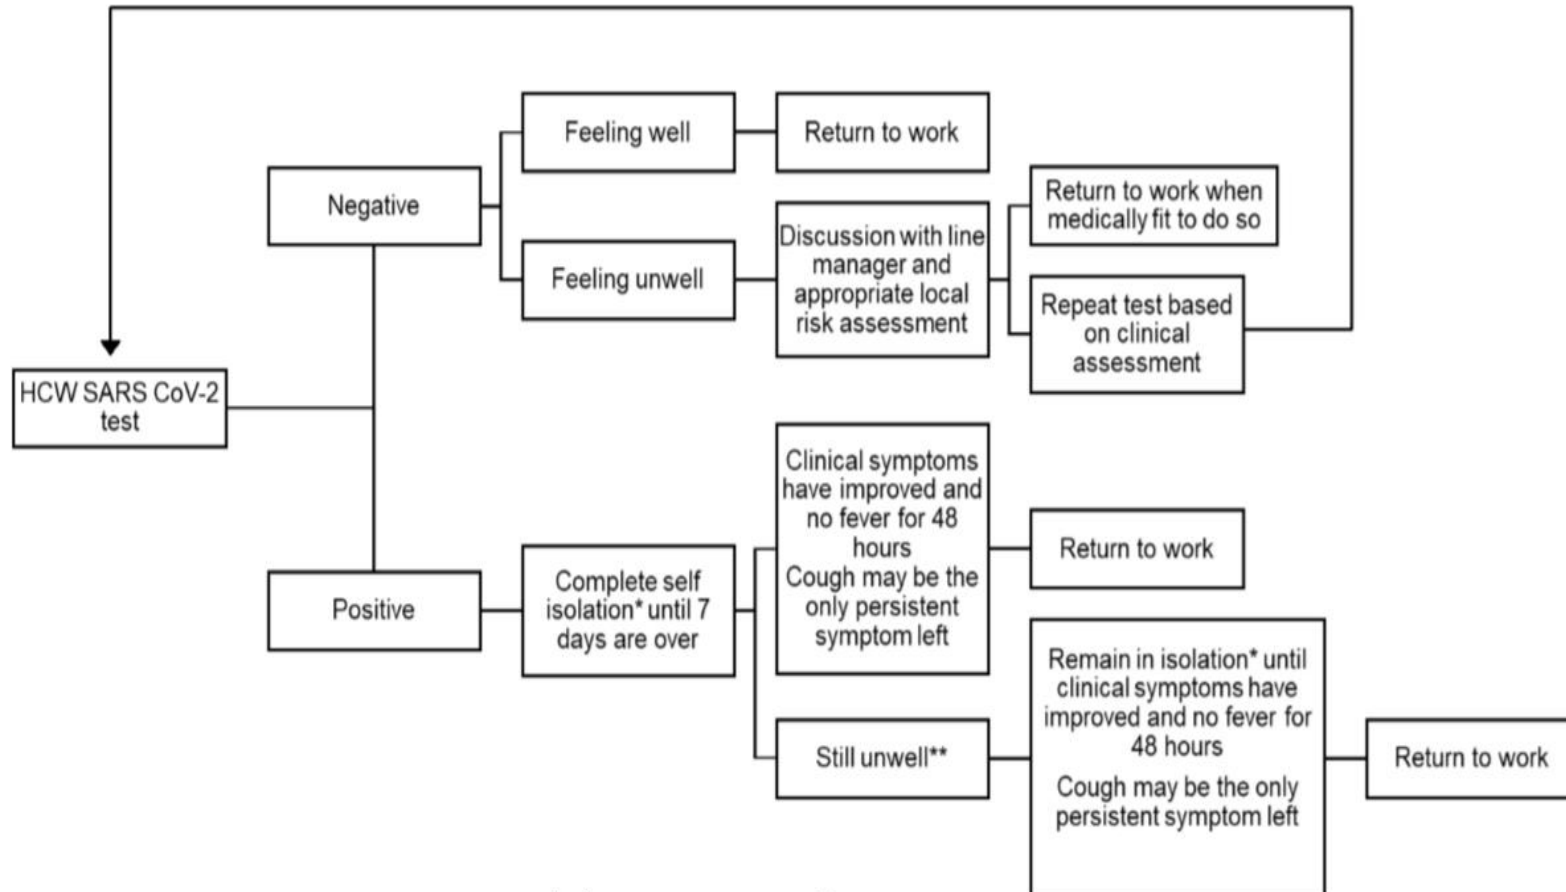 Feeling well
Return to work
Negative
Return to work when
medically fit to do so
Discussion with line
manager and
appropriate local
risk assessment
Feeling unwell
Repeat test based
on clinical
assessment
HCW SARS CoV-2
test
Clinical symptoms
have improved and
no fever for 48
hours
Cough may be the
only persistent
symptom left
Return to work
Positive
Complete self
isolation* until 7
days are over
Remain in isolation* until
clinical symptoms have
improved and no fever for
48 hours
Cough may be the only
persistent symptom left
Still unwell**
Return to work